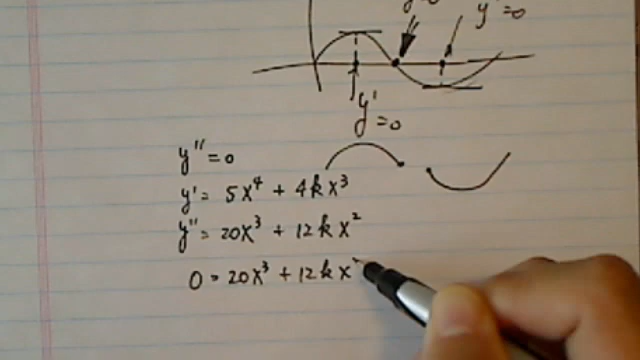 y'=0
y'=0
y''=0
y'= 5x⁴ + 4kx³
y''= 20x³ + 12kx²
0 = 20x³ + 12kx